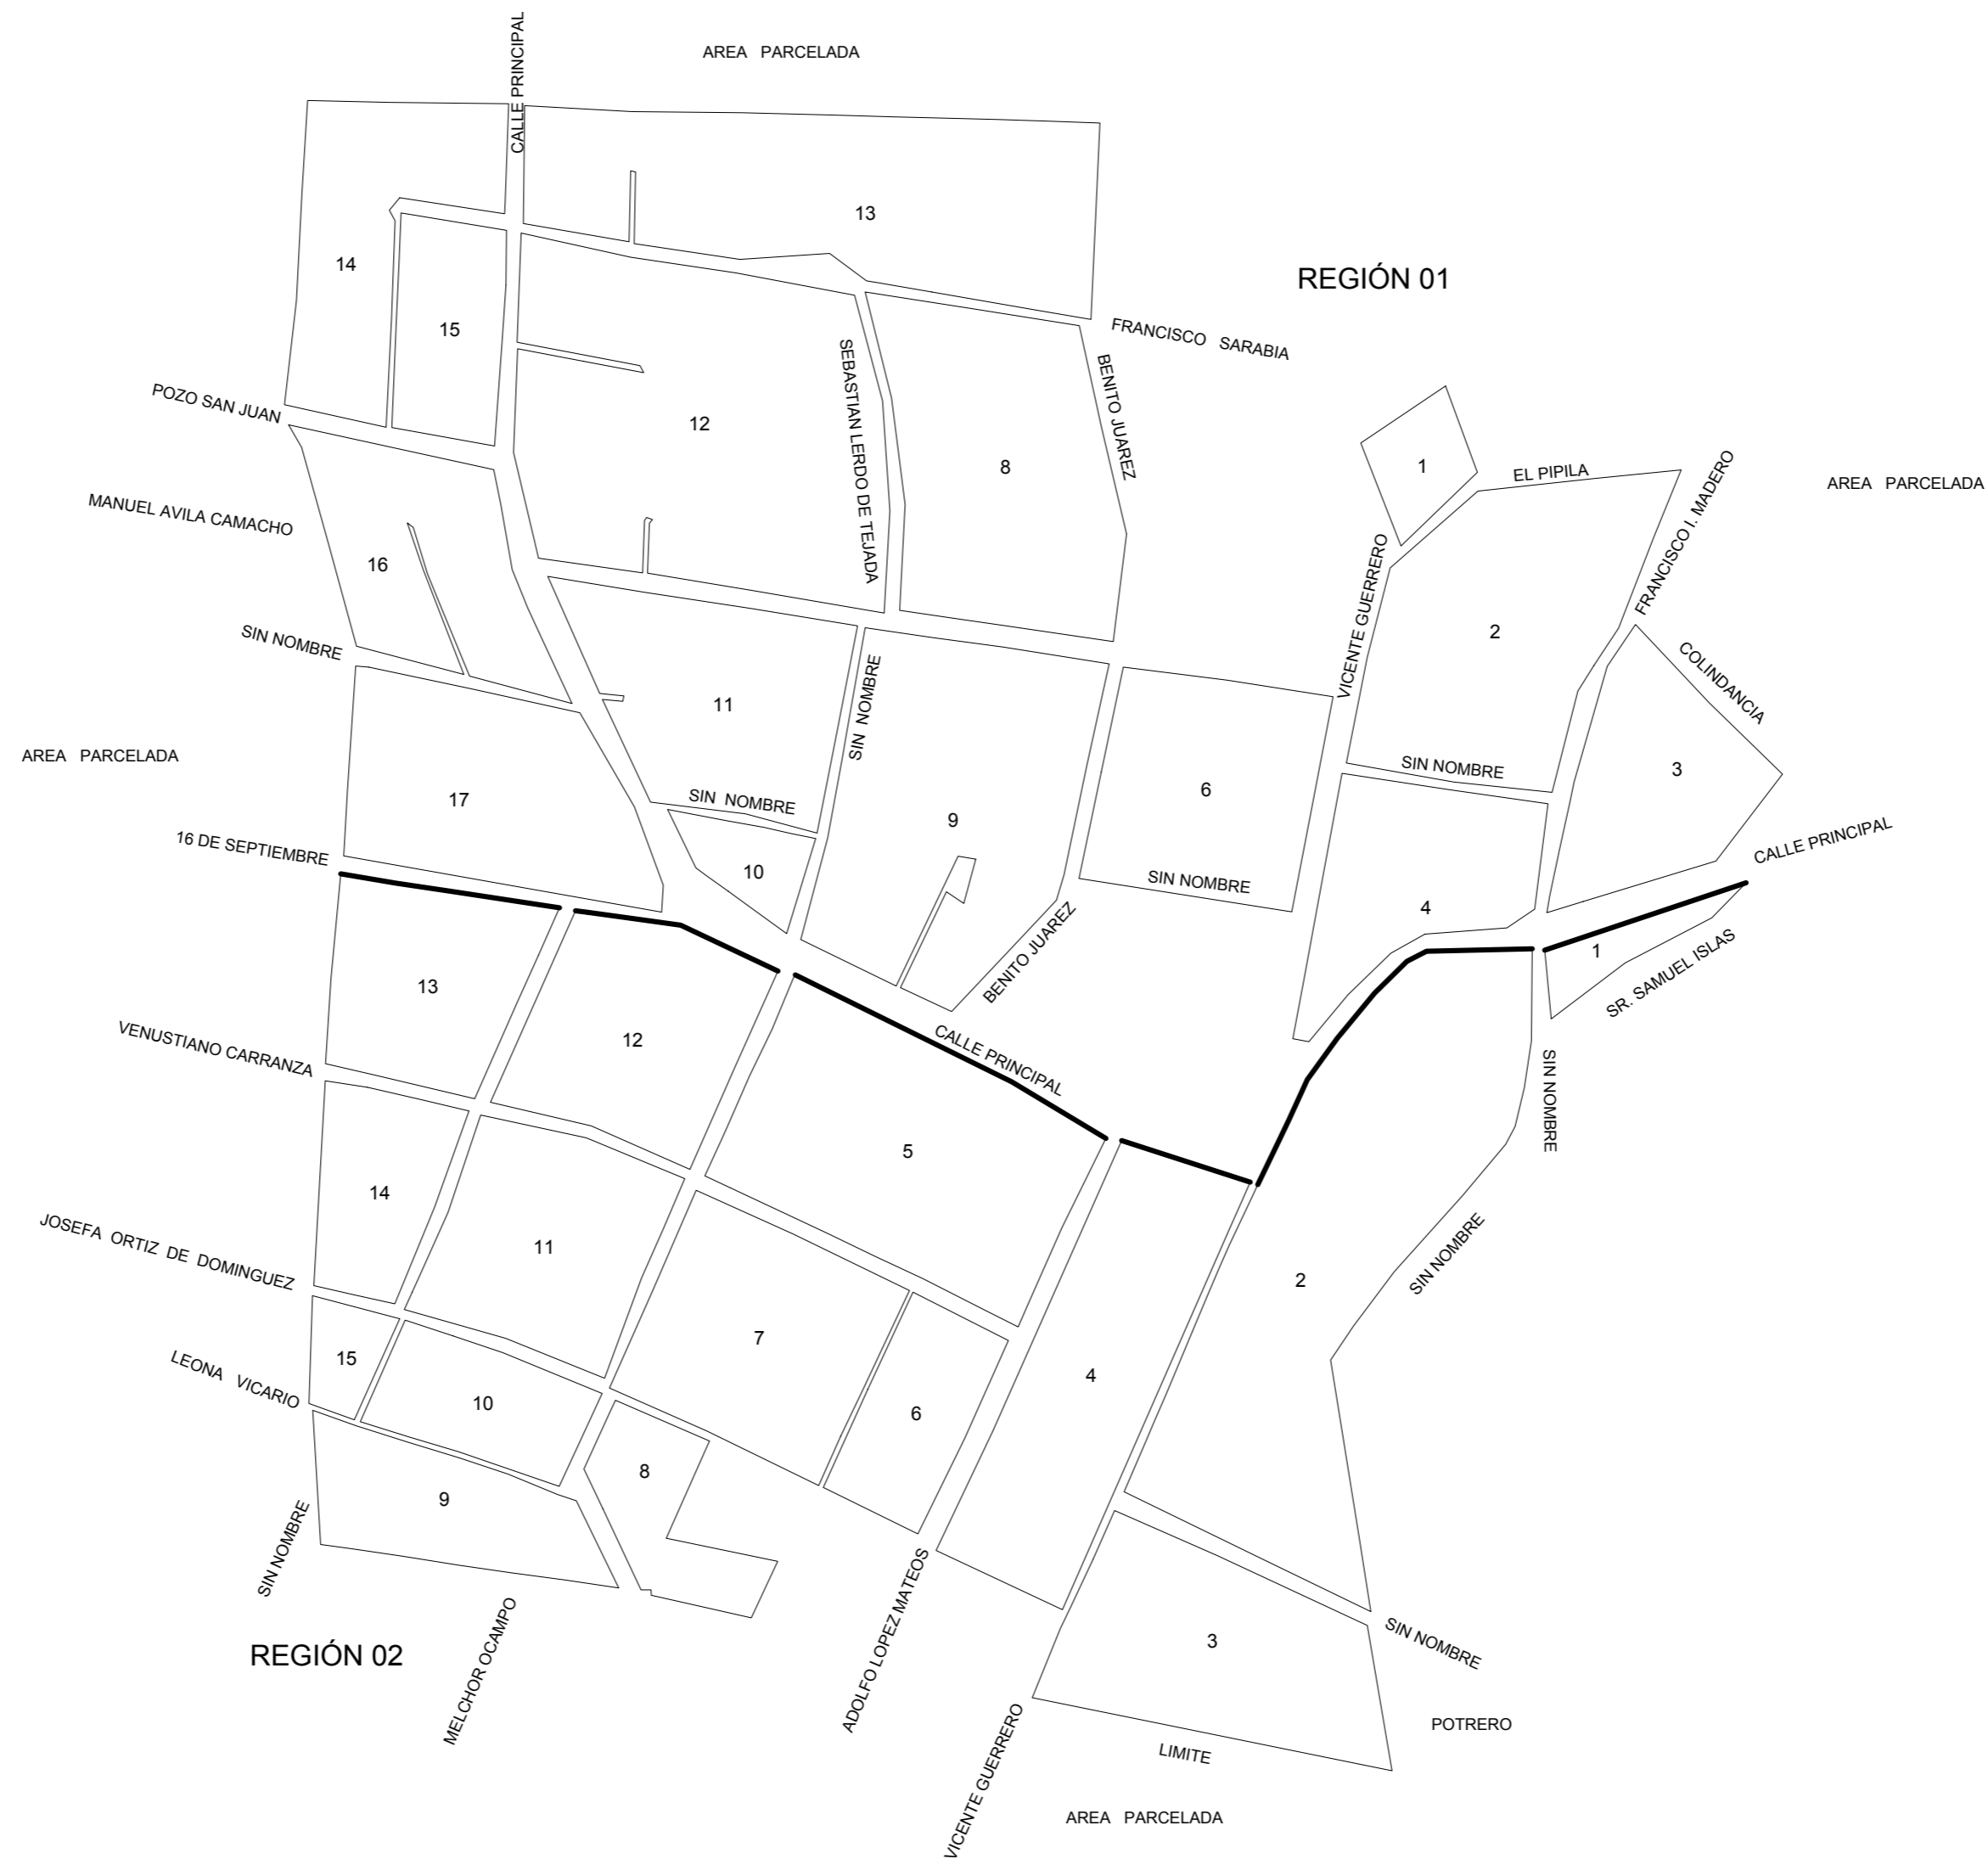 CALLE PRINCIPAL
AREA PARCELADA
13
REGIÓN 01
14
15
FRANCISCO SARABIA
POZO SAN JUAN
SEBASTIAN LERDO DE TEJADA
BENITO JUAREZ
12
8
1
EL PIPILA
FRANCISCO I. MADERO
AREA PARCELADA
MANUEL AVILA CAMACHO
16
VICENTE GUERRERO
2
SIN NOMBRE
COLINDANCIA
11
SIN NOMBRE
AREA PARCELADA
SIN NOMBRE
3
17
SIN NOMBRE
6
9
CALLE PRINCIPAL
16 DE SEPTIEMBRE
10
SIN NOMBRE
4
BENITO JUAREZ
1
SR. SAMUEL ISLAS
13
12
CALLE PRINCIPAL
VENUSTIANO CARRANZA
SIN NOMBRE
5
14
JOSEFA ORTIZ DE DOMINGUEZ
11
SIN NOMBRE
2
7
15
LEONA VICARIO
10
4
6
8
9
SIN NOMBRE
ADOLFO LOPEZ MATEOS
3
SIN NOMBRE
REGIÓN 02
MELCHOR OCAMPO
POTRERO
VICENTE GUERRERO
LIMITE
AREA PARCELADA